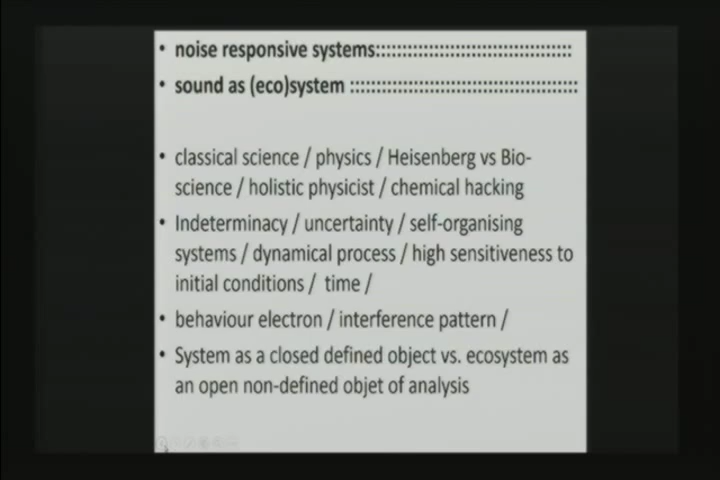 • noise responsive systems::::::::::::::::::::::::::::::::::
• sound as (eco)system :::::::::::::::::::::::::::::::::::::::
• classical science / physics / Heisenberg vs Bio-
science / holistic physicist / chemical hacking
• Indeterminacy / uncertainty / self-organising
systems / dynamical process / high sensitiveness to
initial conditions / time /
• behaviour electron / interference pattern /
• System as a closed defined object vs. ecosystem as
an open non-defined objet of analysis